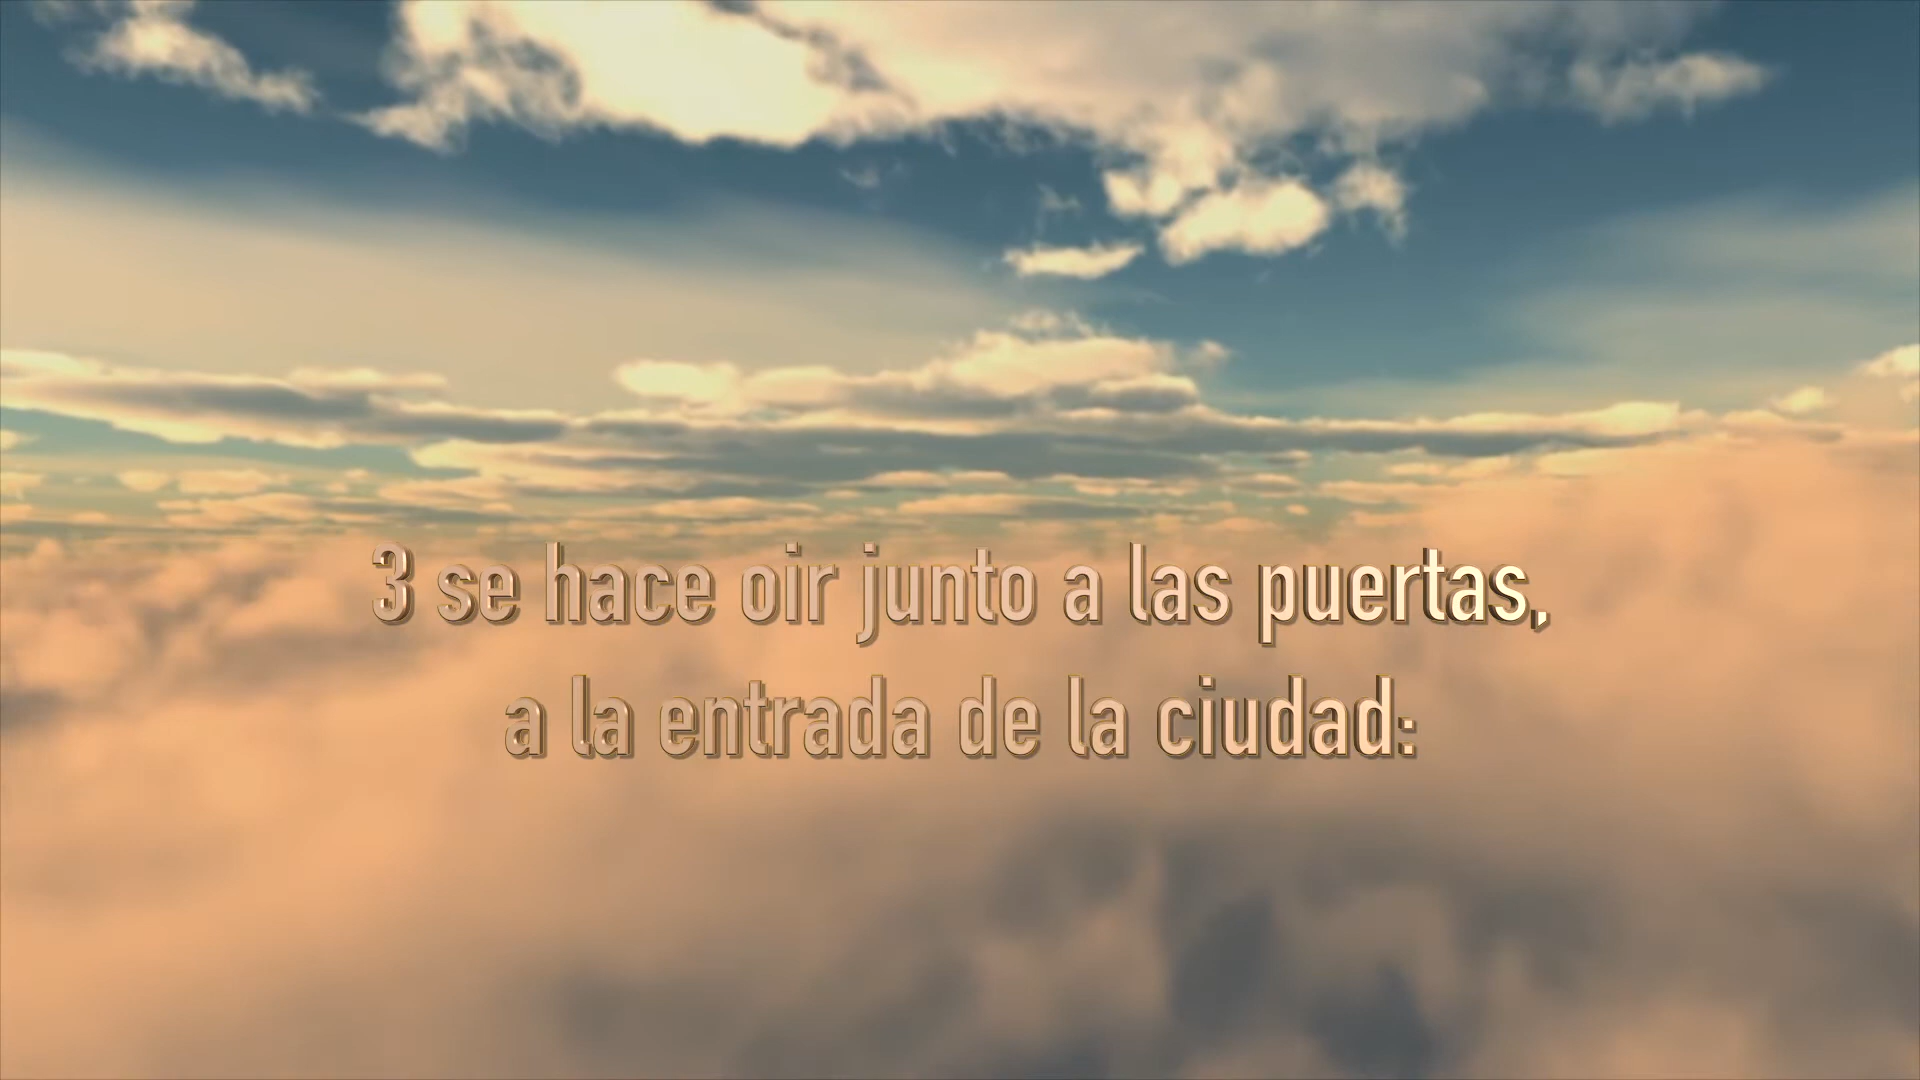 3 se hace oir junto a las puertas,
a la entrada de la ciudad: